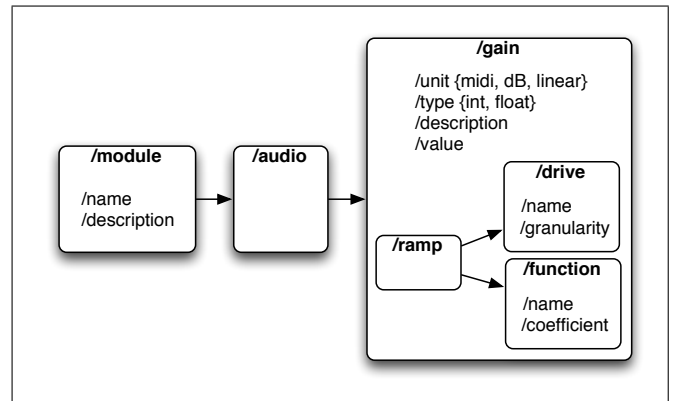 /module
/name
/description
/audio
/gain
/unit {midi, dB, linear}
/type {int, float}
/description
/value
/ramp
/drive
/name
/granularity
/function
/name
/coefficient